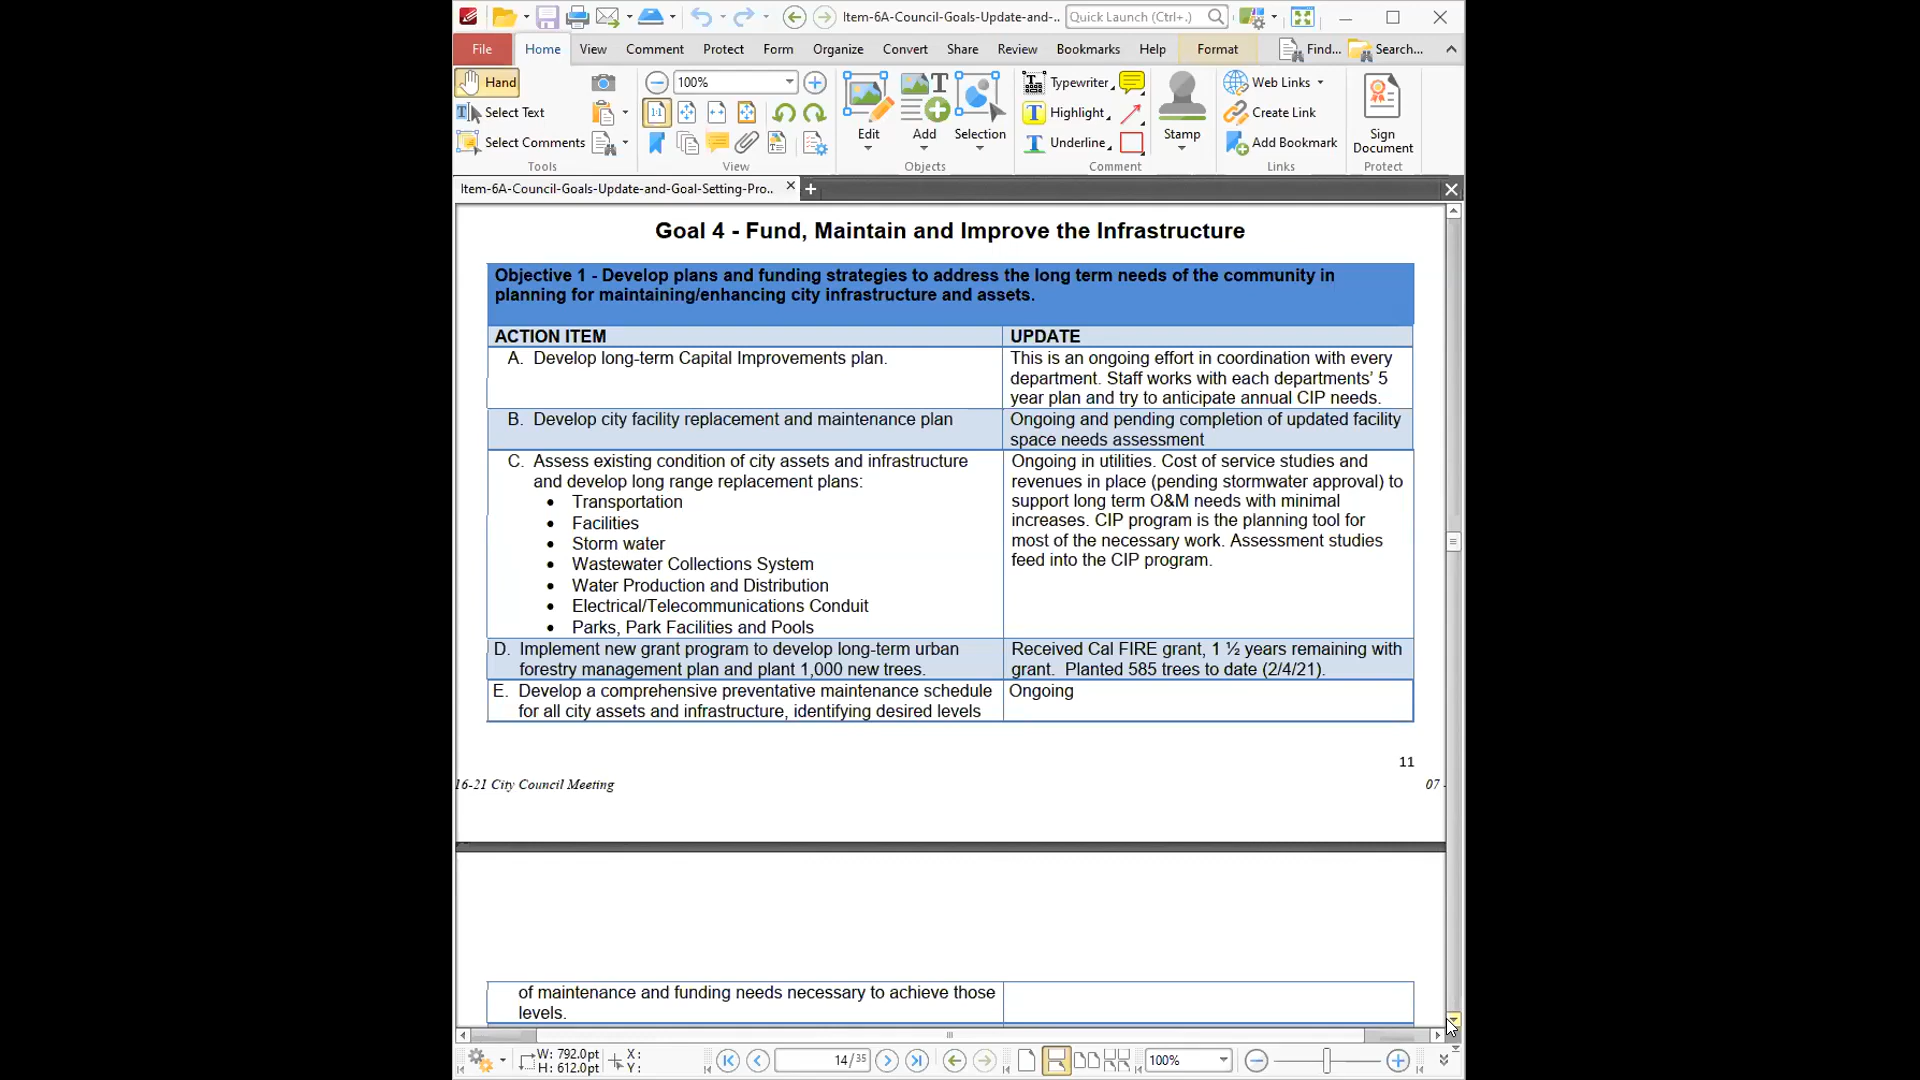 Item-6A-Council-Goals-Update-and-..
Quick Launch (Ctrl+.)
File Home View Comment Protect Form Organize Convert Share Review Bookmarks Help Format Find... Search...
Hand 100% Typewriter Web Links
Select Text Highlight Create Link
Edit Add Selection Stamp Sign
Select Comments Underline Add Bookmark Document
Tools View Objects Comment Links Protect
Item-6A-Council-Goals-Update-and-Goal-Setting-Pro..
Goal 4 - Fund, Maintain and Improve the Infrastructure
Objective 1 - Develop plans and funding strategies to address the long term needs of the community in
planning for maintaining/enhancing city infrastructure and assets.
ACTION ITEM UPDATE
A. Develop long-term Capital Improvements plan.
This is an ongoing effort in coordination with every
department. Staff works with each departments’ 5
year plan and try to anticipate annual CIP needs.
B. Develop city facility replacement and maintenance plan
Ongoing and pending completion of updated facility
space needs assessment
C. Assess existing condition of city assets and infrastructure
and develop long range replacement plans:
• Transportation
• Facilities
• Storm water
• Wastewater Collections System
• Water Production and Distribution
• Electrical/Telecommunications Conduit
• Parks, Park Facilities and Pools
Ongoing in utilities. Cost of service studies and
revenues in place (pending stormwater approval) to
support long term O&M needs with minimal
increases. CIP program is the planning tool for
most of the necessary work. Assessment studies
feed into the CIP program.
D. Implement new grant program to develop long-term urban
forestry management plan and plant 1,000 new trees.
Received Cal FIRE grant, 1 ½ years remaining with
grant. Planted 585 trees to date (2/4/21).
E. Develop a comprehensive preventative maintenance schedule
for all city assets and infrastructure, identifying desired levels
Ongoing
11
16-21 City Council Meeting 07 -
of maintenance and funding needs necessary to achieve those
levels.
W: 792.0pt X:
H: 612.0pt Y:
14/35
100%